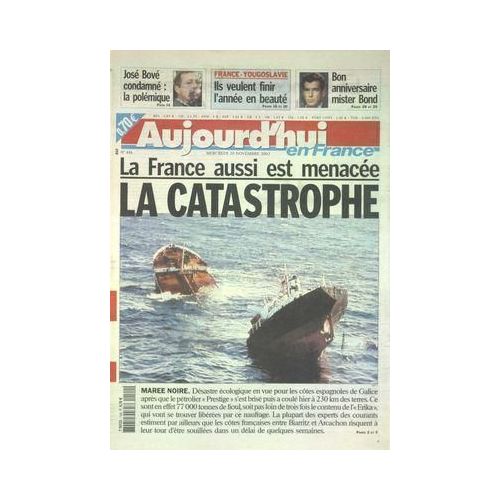 José Bové
condamné : la
polémique
FRANCE - YOUGOSLAVIE
Ils veulent finir
l'année en beauté
Bon
anniversaire
mister Bond
0,70 €
Aujourd'hui
en France
MERCREDI 20 NOVEMBRE 2002
La France aussi est menacée
LA CATASTROPHE
MAREE NOIRE. Désastre écologique en vue pour les côtes espagnoles de Galice
après que le pétrolier « Prestige » s'est brisé puis a coulé hier à 230 km des terres. Ce
sont en effet 77 000 tonnes de fioul, soit pas loin de trois fois le contenu de l'« Erika »,
qui vont se trouver libérées par ce naufrage. La plupart des experts des courants
estiment par ailleurs que les côtes françaises entre Biarritz et Arcachon risquent à
leur tour d'être souillées dans un délai de quelques semaines.